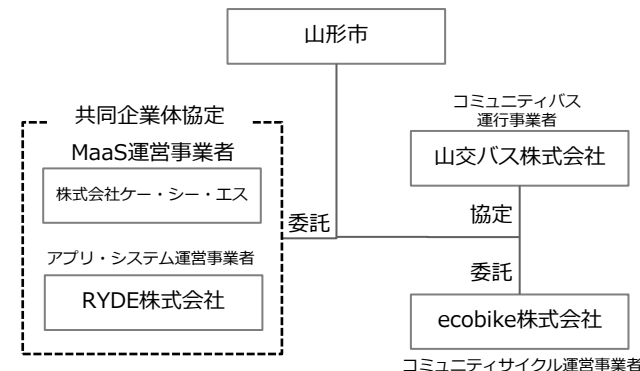 山形市
共同企業体協定
MaaS運営事業者
株式会社ケー・シー・エス
アプリ・システム運営事業者
RYDE株式会社
委託
コミュニティバス
運行事業者
山交バス株式会社
協定
委託
ecobike株式会社
コミュニティサイクル運営事業者